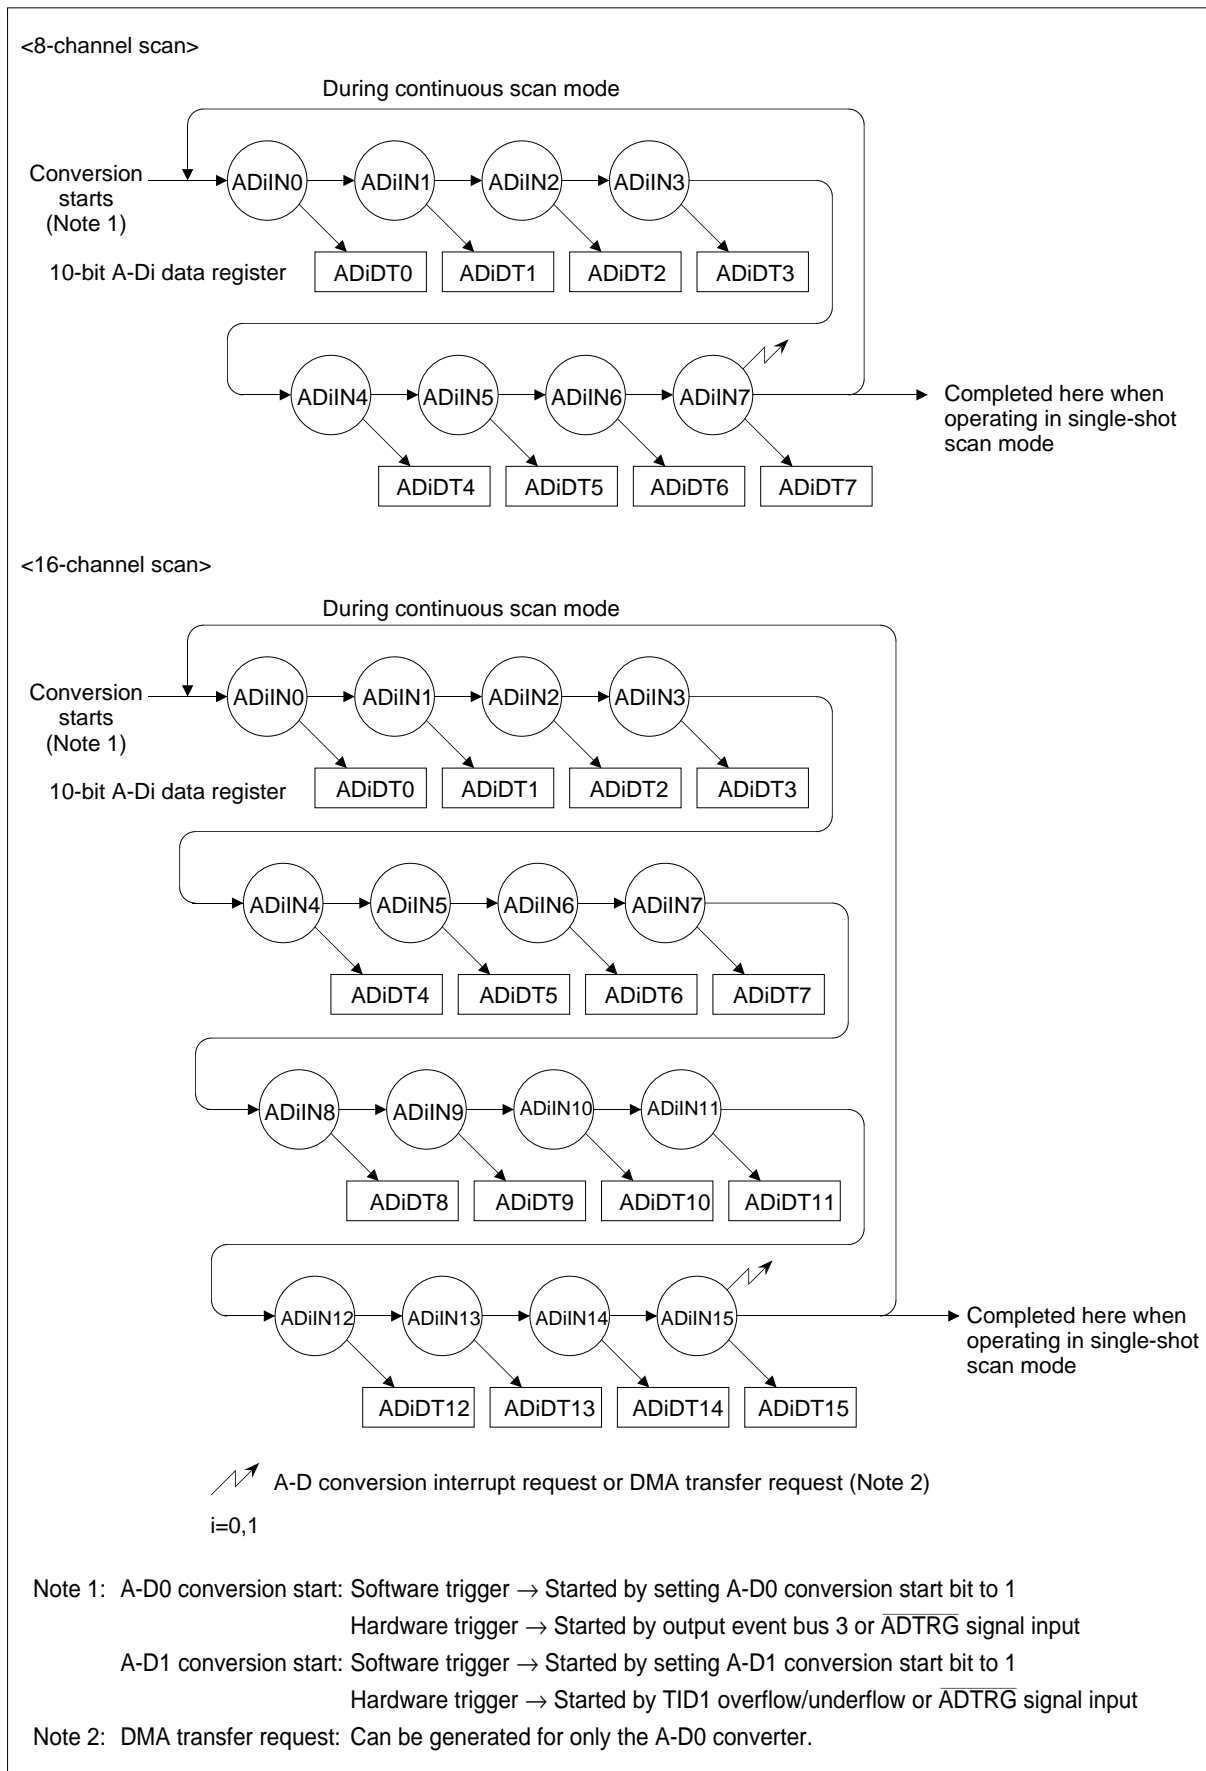 <8-channel scan>
During continuous scan mode
Conversion
starts
(Note 1)
ADiIN0 ADiIN1 ADiIN2 ADiIN3
10-bit A-Di data register
ADiDT0 ADiDT1 ADiDT2 ADiDT3
ADiIN4 ADiIN5 ADiIN6 ADiIN7
Completed here when
operating in single-shot
scan mode
ADiDT4 ADiDT5 ADiDT6 ADiDT7
<16-channel scan>
During continuous scan mode
Conversion
starts
(Note 1)
ADiIN0 ADiIN1 ADiIN2 ADiIN3
10-bit A-Di data register
ADiDT0 ADiDT1 ADiDT2 ADiDT3
ADiIN4 ADiIN5 ADiIN6 ADiIN7
ADiDT4 ADiDT5 ADiDT6 ADiDT7
ADiIN8 ADiIN9 ADiIN10 ADiIN11
ADiDT8 ADiDT9 ADiDT10 ADiDT11
ADiIN12 ADiIN13 ADiIN14 ADiIN15
Completed here when
operating in single-shot
scan mode
ADiDT12 ADiDT13 ADiDT14 ADiDT15
A-D conversion interrupt request or DMA transfer request (Note 2)
i=0,1
Note 1: A-D0 conversion start: Software trigger → Started by setting A-D0 conversion start bit to 1
Hardware trigger → Started by output event bus 3 or ADTRG signal input
A-D1 conversion start: Software trigger → Started by setting A-D1 conversion start bit to 1
Hardware trigger → Started by TID1 overflow/underflow or ADTRG signal input
Note 2: DMA transfer request: Can be generated for only the A-D0 converter.